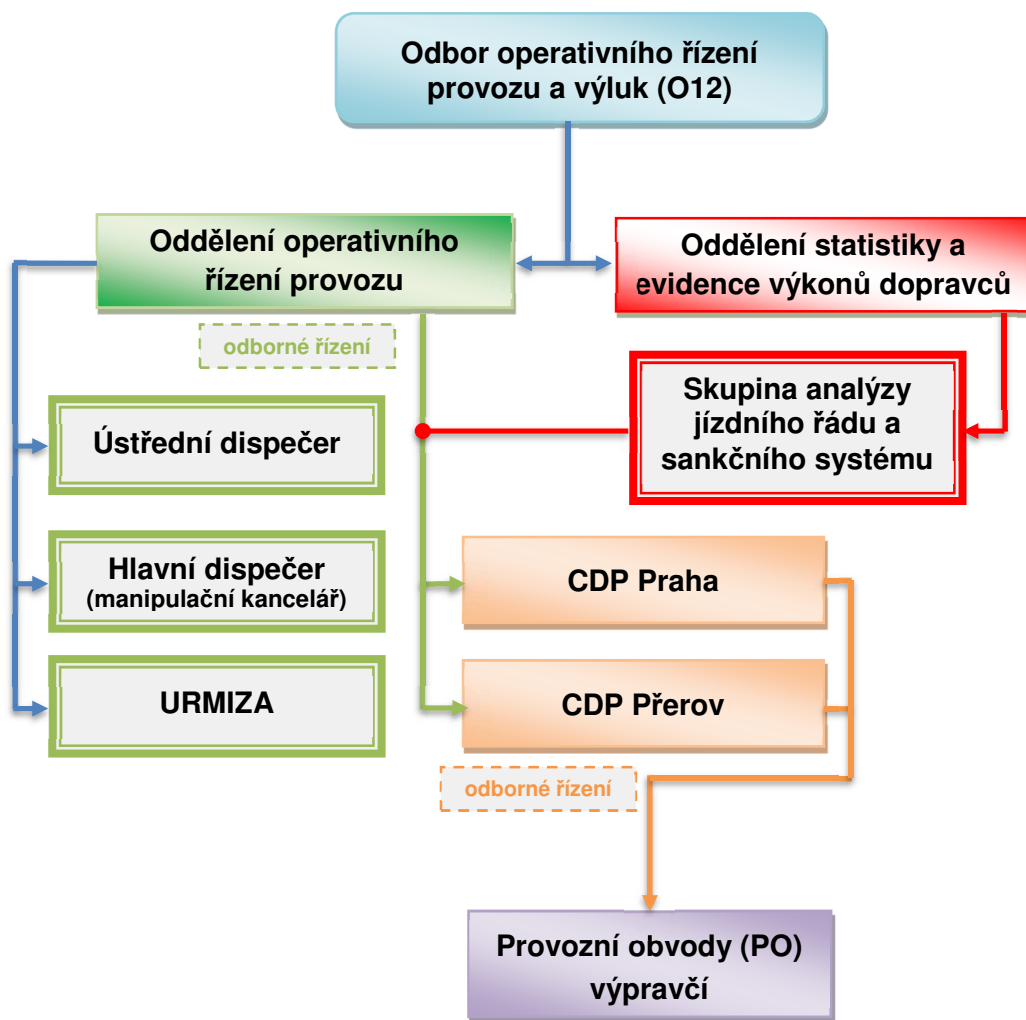 Odbor operativního řízení
provozu a výluk (O12)
Oddělení operativního
řízení provozu
Oddělení statistiky a
evidence výkonů dopravců
odborné řízení
Skupina analýzy
jízdního řádu a
sankčního systému
Ústřední dispečer
Hlavní dispečer
(manipulační kancelář)
CDP Praha
URMIZA
CDP Přerov
odborné řízení
Provozní obvody (PO)
výpravčí